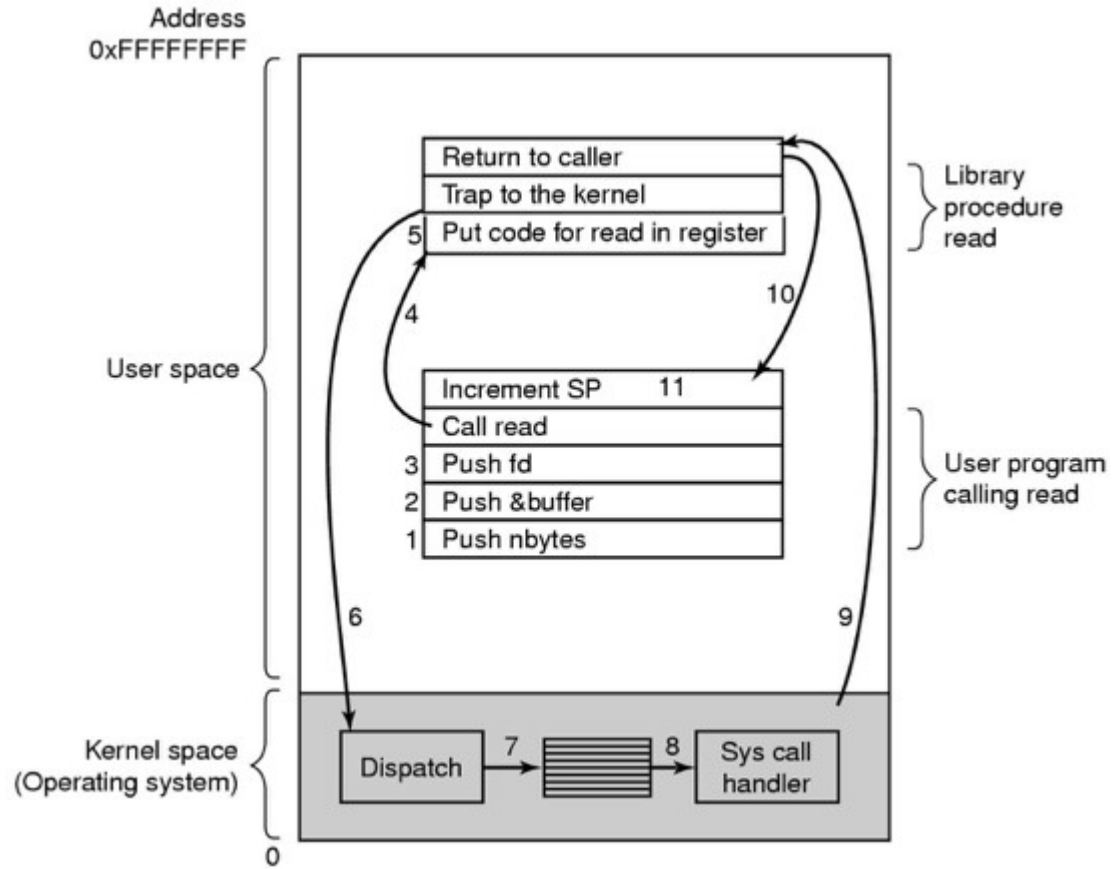 Address
0xFFFFFFFF
Return to caller
Trap to the kernel
5 Put code for read in register
Library
procedure
read
4
10
User space
Increment SP 11
Call read
3 Push fd
2 Push &buffer
1 Push nbytes
User program
calling read
6
9
Kernel space
(Operating system)
Dispatch
7
8
Sys call
handler
0